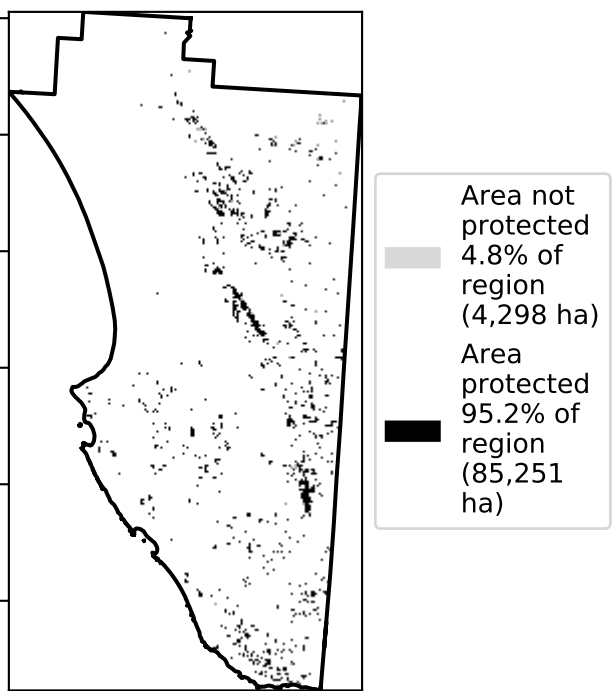 Area not
protected
4.8% of
region
(4,298 ha)
Area
protected
95.2% of
region
(85,251
ha)